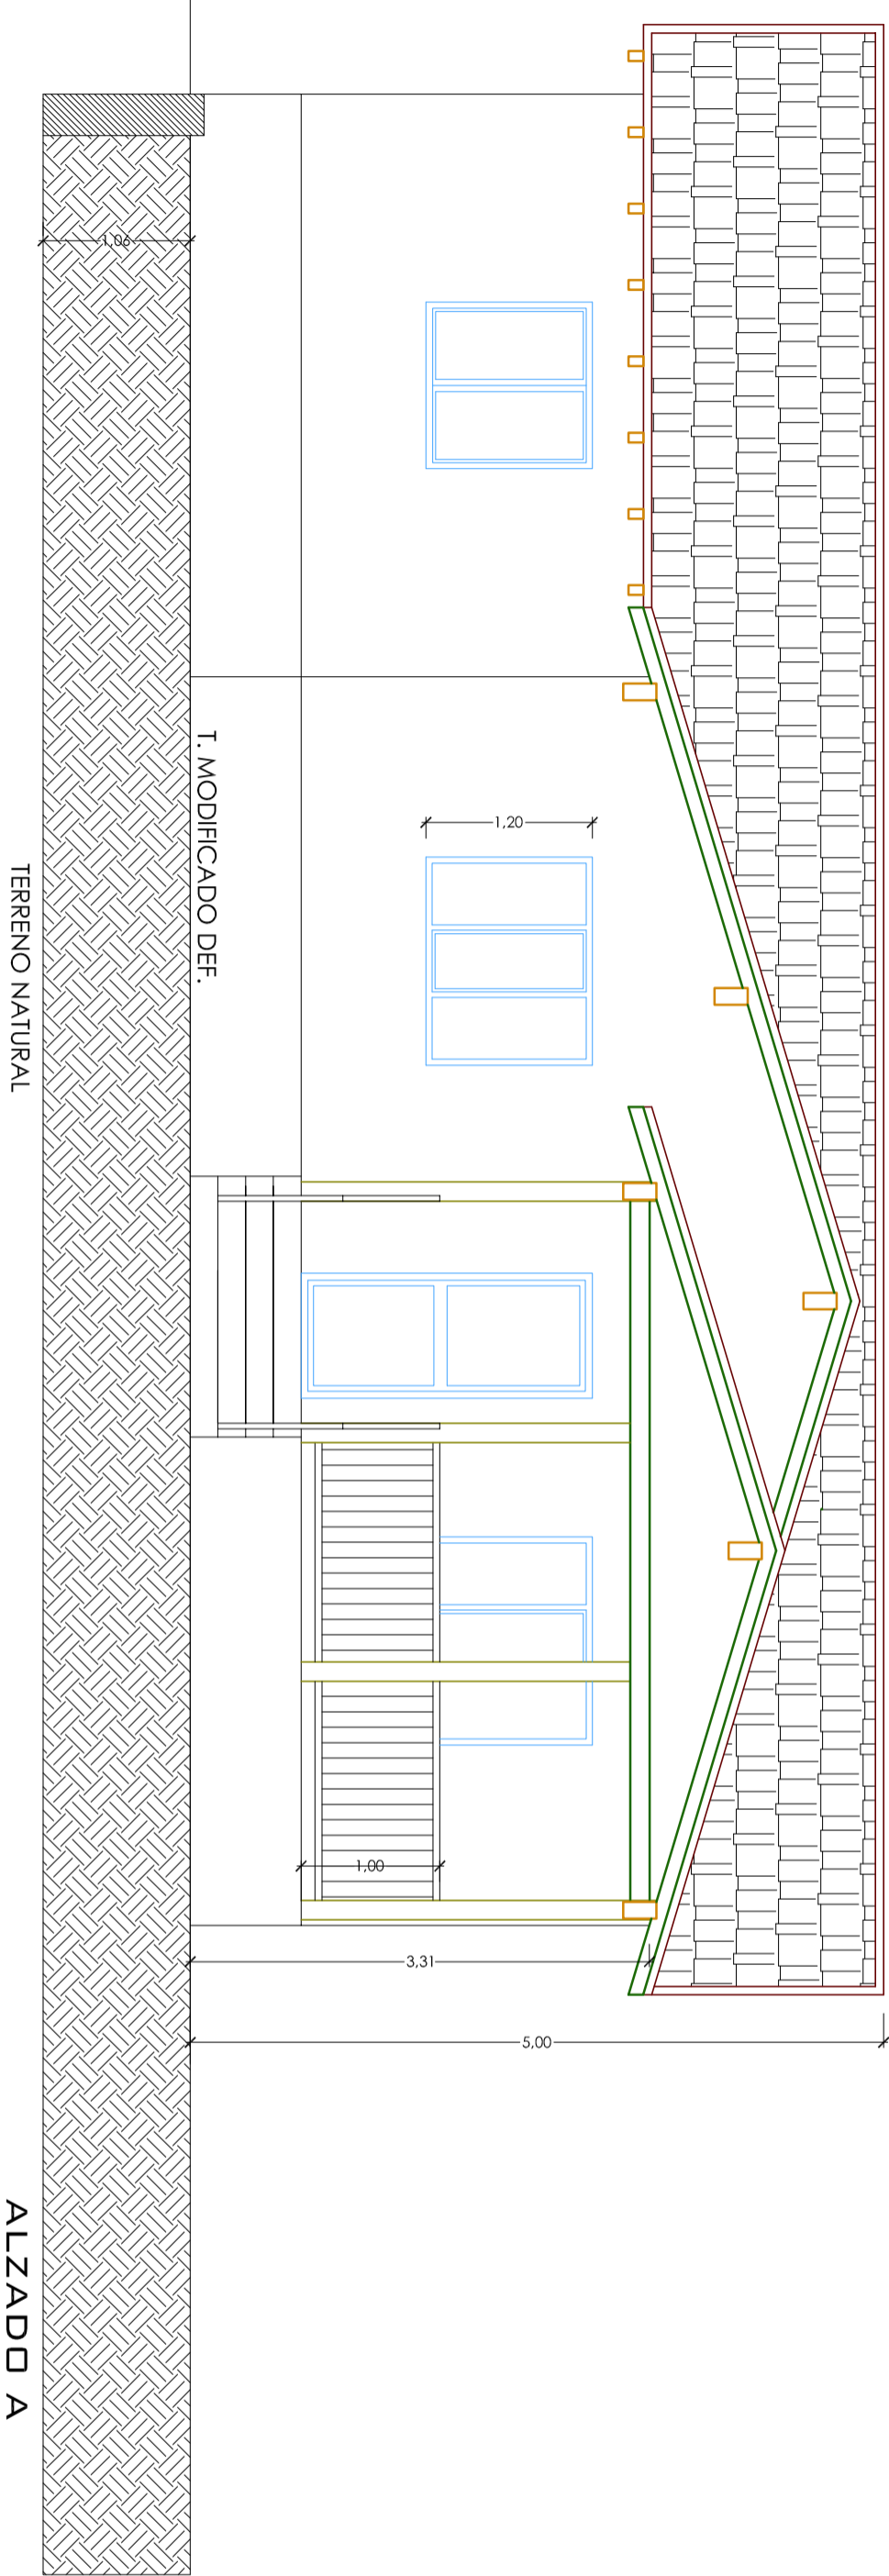 1,06
T. MODIFICADO DEF.
1,20
TERRENO NATURAL
1,00
3,31
5,00
ALZADO A